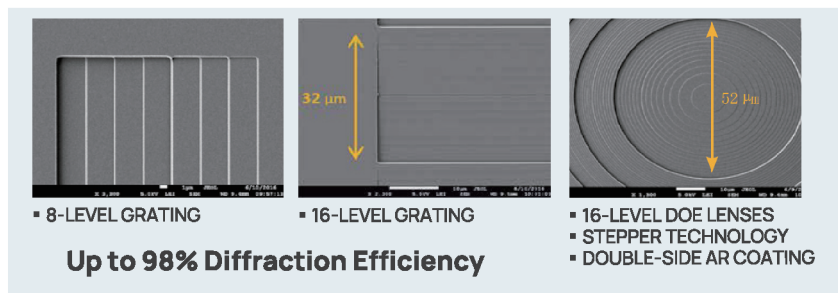 32 µm
52 µm
▪ 8-LEVEL GRATING
▪ 16-LEVEL GRATING
▪ 16-LEVEL DOE LENSES
▪ STEPPER TECHNOLOGY
▪ DOUBLE-SIDE AR COATING
Up to 98% Diffraction Efficiency